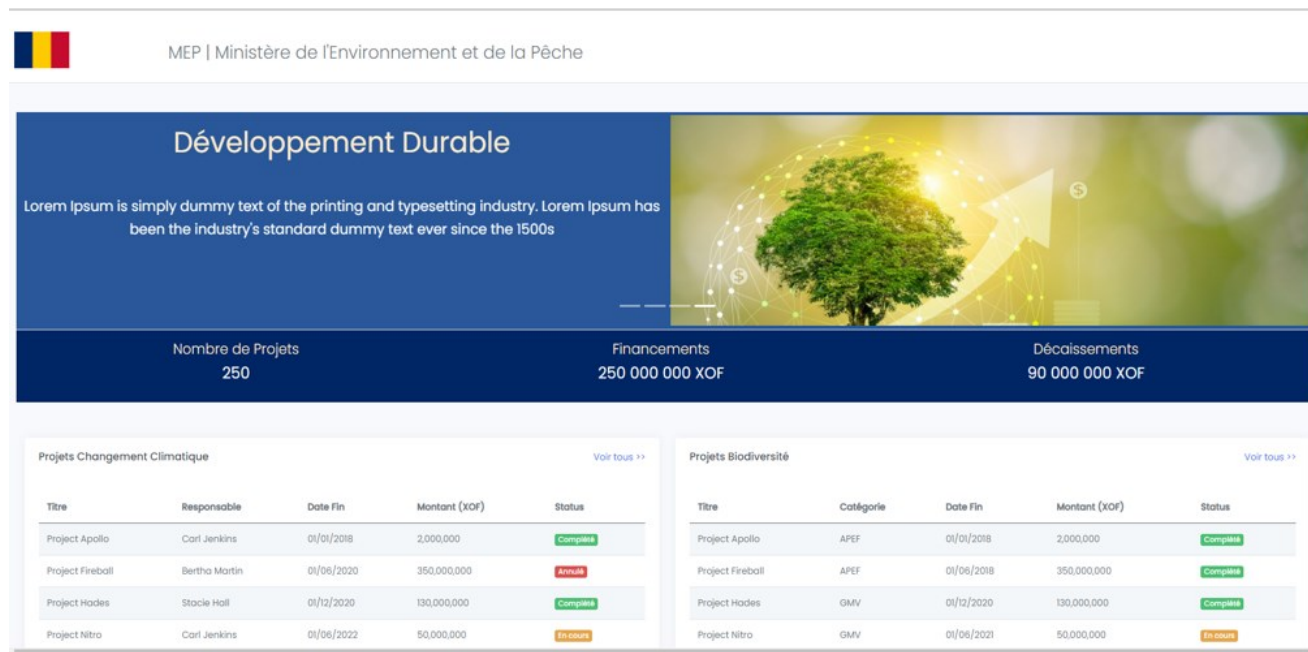 MEP | Ministère de l'Environnement et de la Pêche
Développement Durable
Lorem Ipsum is simply dummy text of the printing and typesetting industry. Lorem Ipsum has
been the industry's standard dummy text ever since the 1500s
Nombre de Projets
250
Financements
250 000 000 XOF
Décaissements
90 000 000 XOF
Projets Changement Climatique Voir tous >>
Titre Responsable Date Fin Montant (XOF) Status
Project Apollo Carl Jenkins 01/01/2018 2,000,000 Complété
Project Fireball Bertha Martin 01/06/2020 350,000,000 Annulé
Project Hades Stacie Hall 01/12/2020 130,000,000 Complété
Project Nitro Carl Jenkins 01/06/2022 50,000,000 En cours
Projets Biodiversité Voir tous >>
Titre Catégorie Date Fin Montant (XOF) Status
Project Apollo APEF 01/01/2018 2,000,000 Complété
Project Fireball APEF 01/06/2018 350,000,000 Complété
Project Hades GMV 01/12/2020 130,000,000 Complété
Project Nitro GMV 01/06/2021 50,000,000 En cours